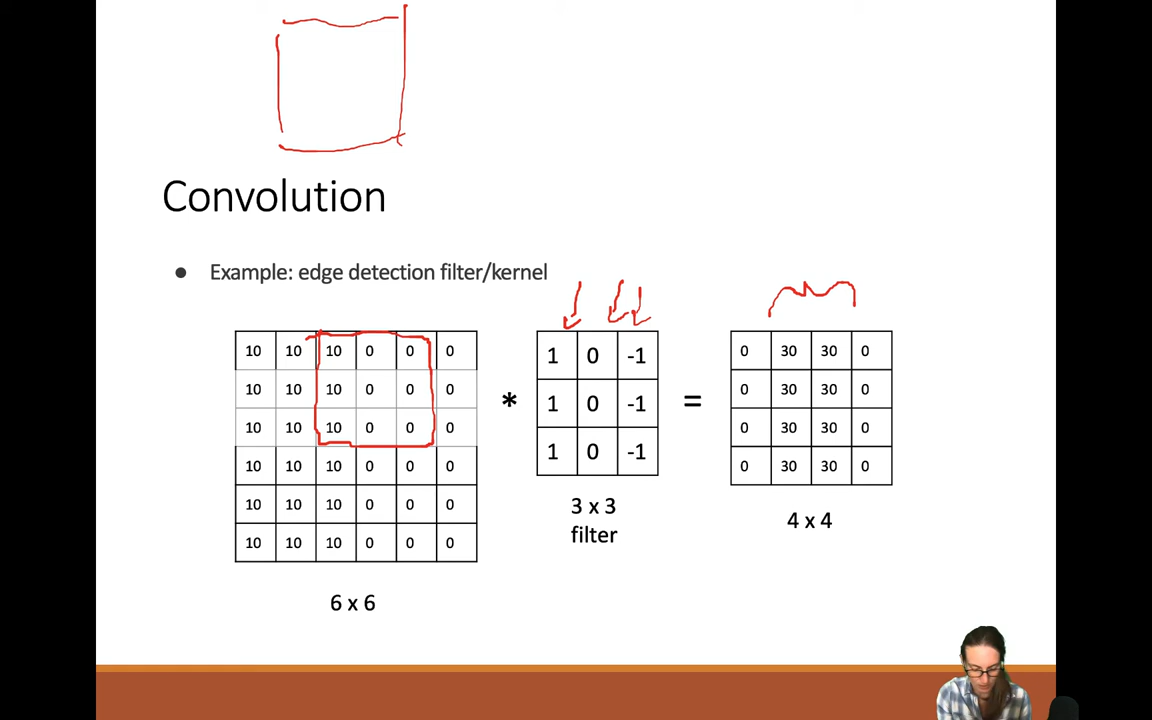 Convolution
● Example: edge detection filter/kernel
10 10 10 0 0 0
10 10 10 0 0 0
10 10 10 0 0 0
10 10 10 0 0 0
10 10 10 0 0 0
10 10 10 0 0 0
6 x 6
*
1 0 -1
1 0 -1
1 0 -1
3 x 3
filter
=
0 30 30 0
0 30 30 0
0 30 30 0
0 30 30 0
4 x 4